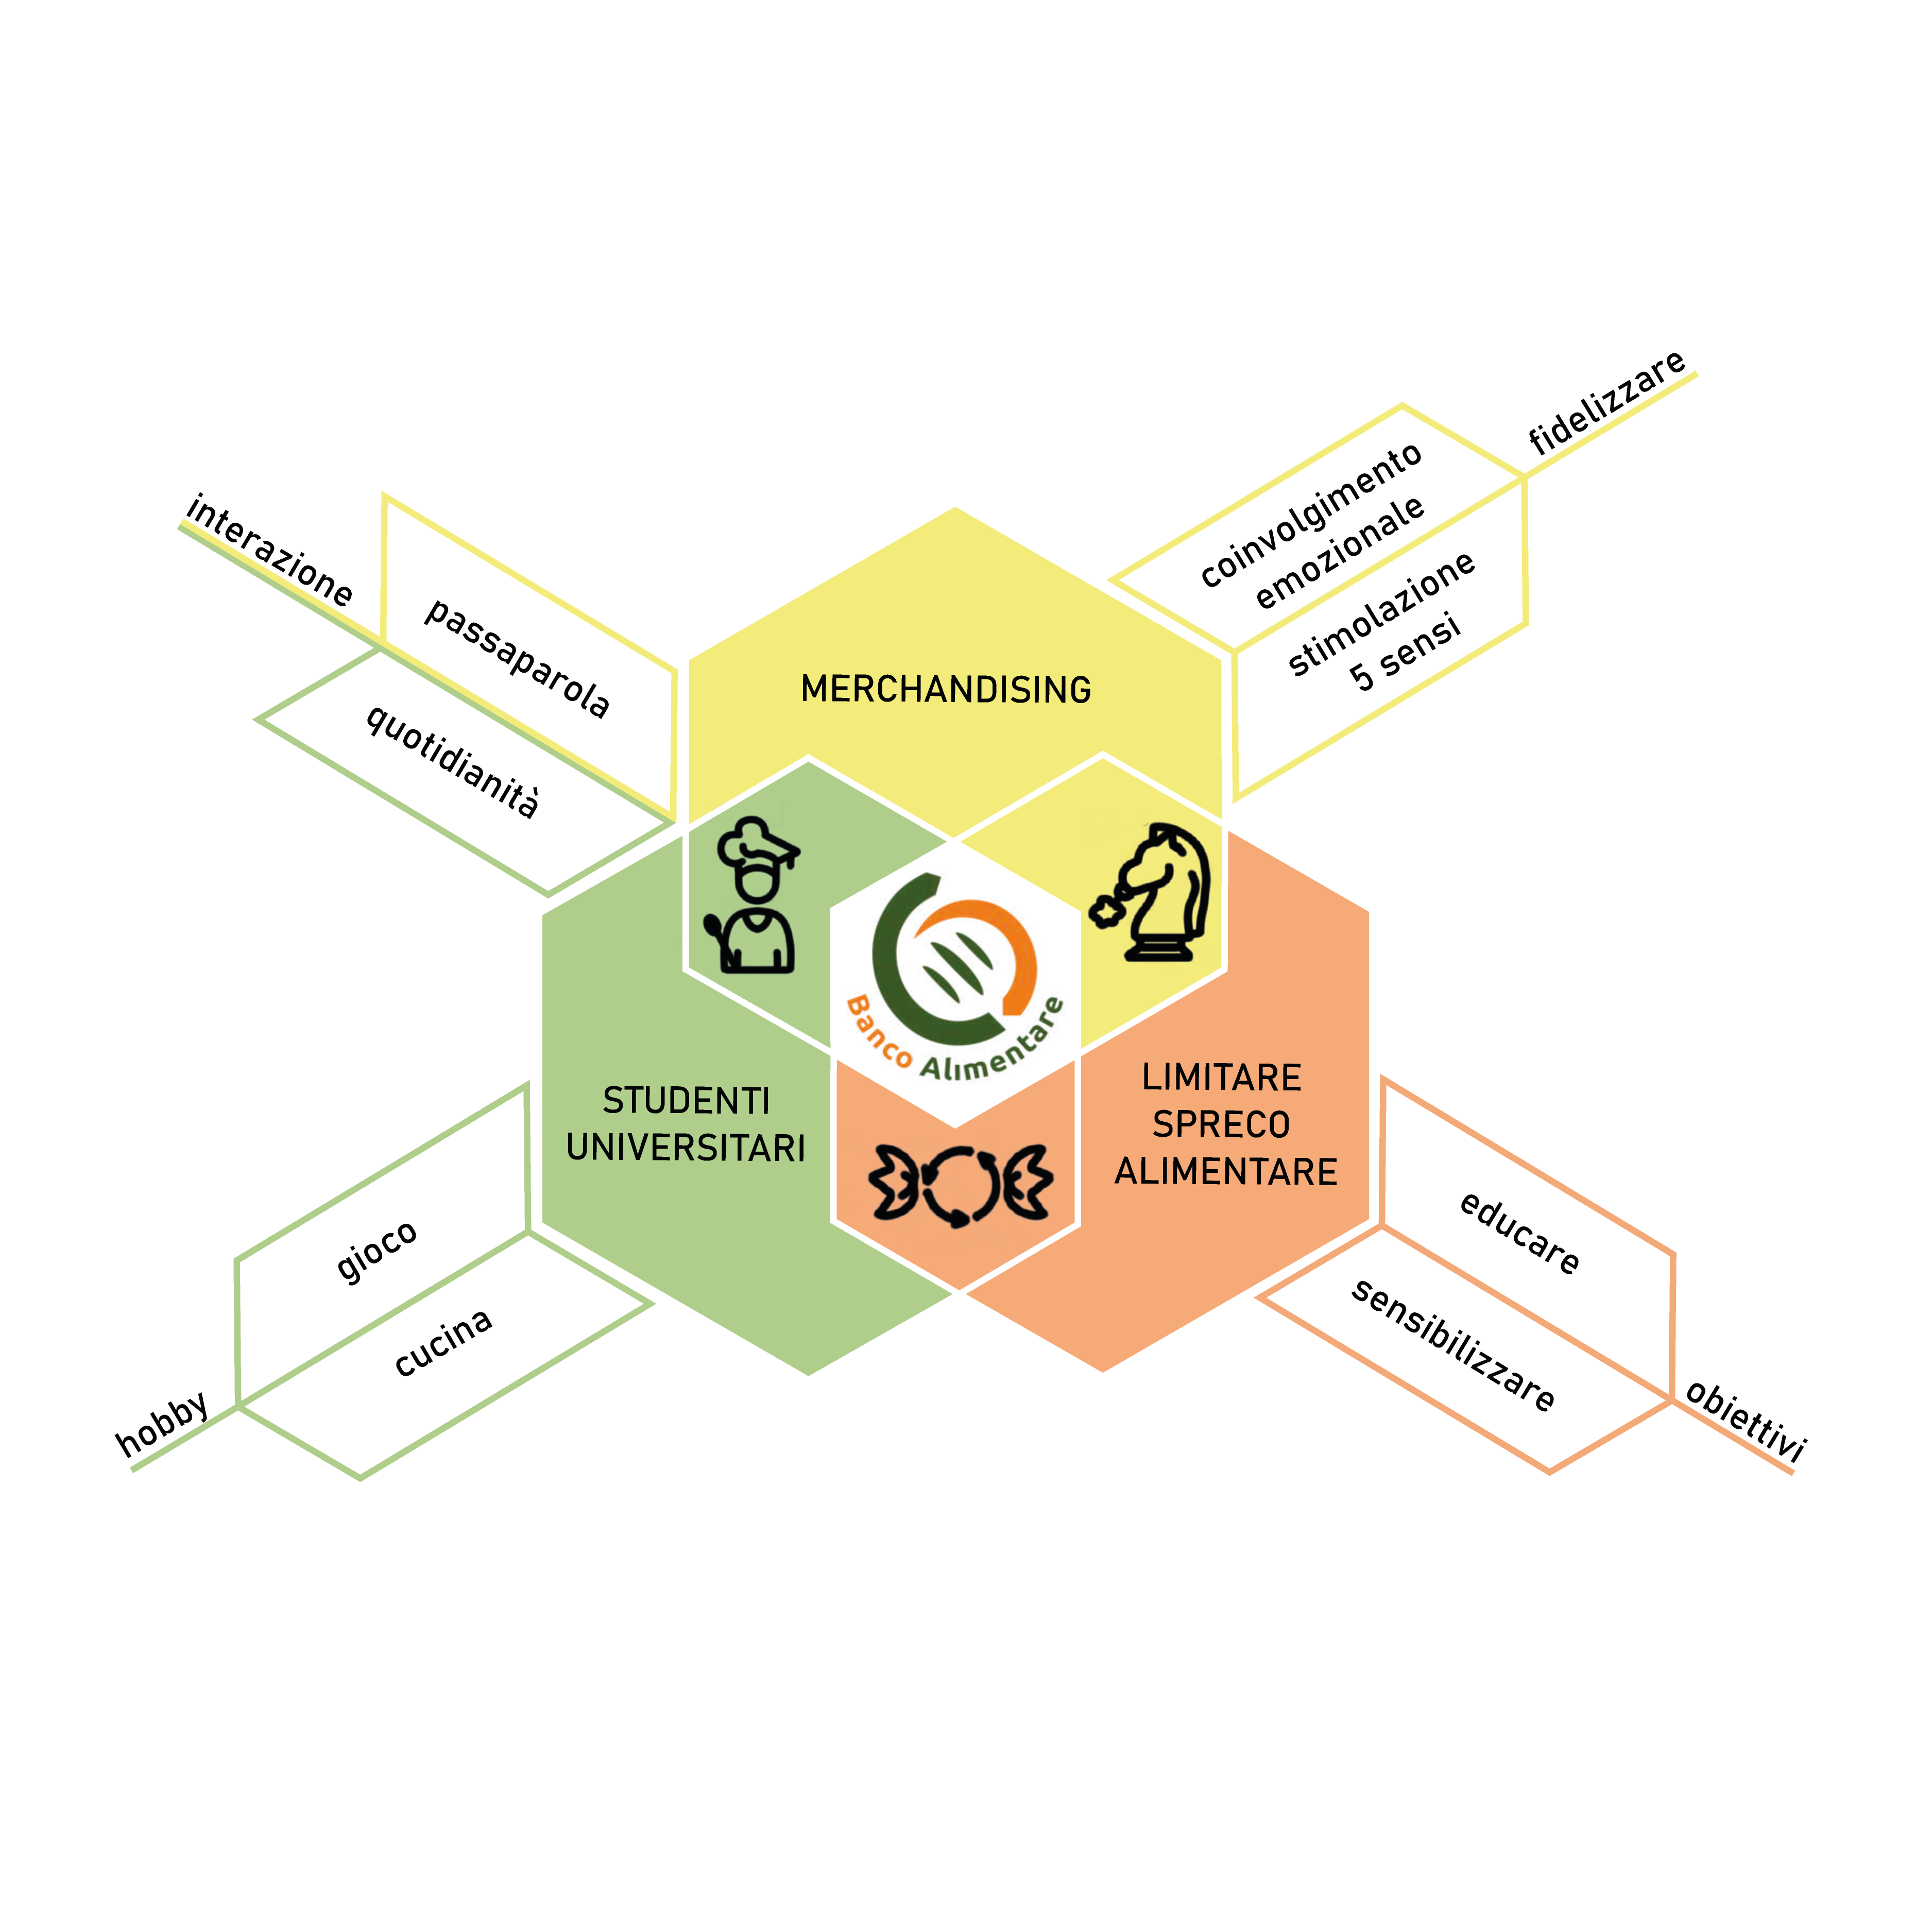 fidelizzare
coinvolgimento
emozionale
stimolazione
5 sensi
interazione
passaparola
quotidianità
MERCHANDISING
Banco Alimentare
STUDENTI
UNIVERSITARI
LIMITARE
SPRECO
ALIMENTARE
gioco
cucina
hobby
educare
sensibilizzare
obiettivi